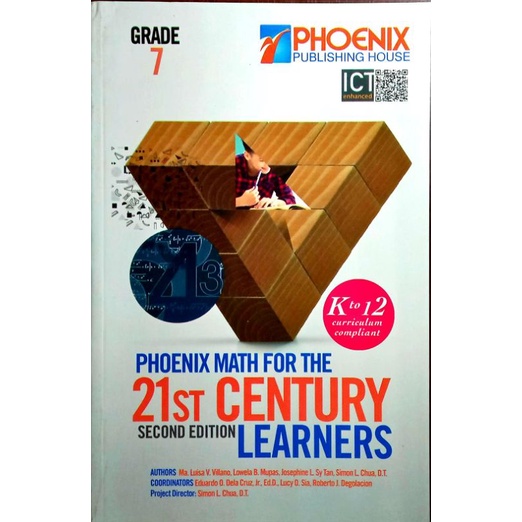 GRADE
7
PHOENIX
PUBLISHING HOUSE
ICT
enhanced
713
K to 12
curriculum
compliant
PHOENIX MATH FOR THE
21ST CENTURY
SECOND EDITION LEARNERS
AUTHORS Ma. Luisa V. Villano, Lowela B. Mupas, Josephine L. Sy Tan, Simon L. Chua, D.T.
COORDINATORS Eduardo O. Dela Cruz, Jr., Ed.D., Lucy O. Sia, Roberto J. Degolacion
Project Director: Simon L. Chua, D.T.